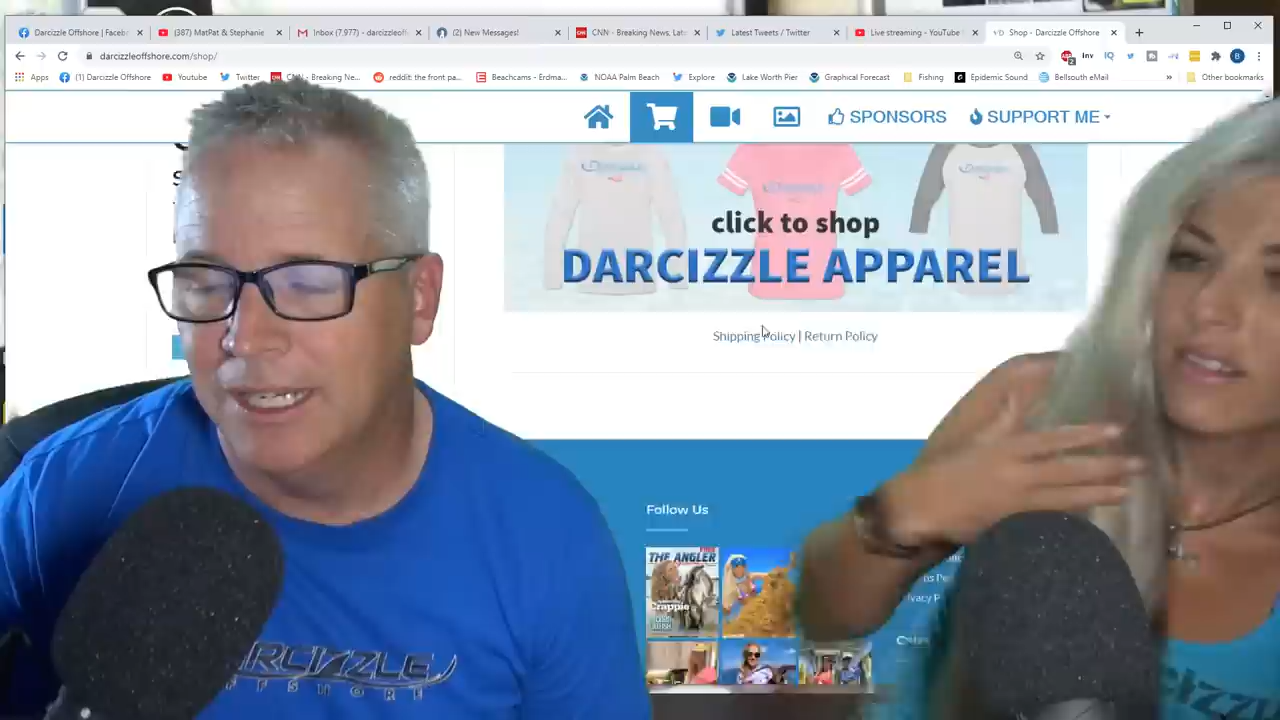 Darcizzle Offshore | Faceb
(387) MatPat & Stephanie
Inbox (7,977) - darcizzleoff
(2) New Messages!
CNN - Breaking News, Lat
Latest Tweets / Twitter
Live streaming - YouTube
Shop - Darcizzle Offshore
darcizzleoffshore.com/shop/
Apps
(1) Darcizzle Offshore
Youtube
Twitter
CNN - Breaking Ne...
reddit: the front pa...
Beachcams - Erdma...
NOAA Palm Beach
Explore
Lake Worth Pier
Graphical Forecast
Fishing
Epidemic Sound
Bellsouth eMail
Other bookmarks
SPONSORS
SUPPORT ME
click to shop
DARCIZZLE APPAREL
Shipping Policy | Return Policy
Follow Us
THE ANGLER
Crappie
OFFSHORE